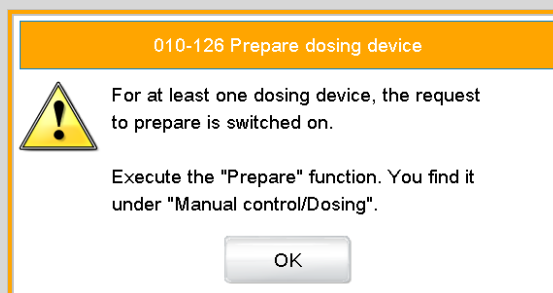 010-126 Prepare dosing device
For at least one dosing device, the request
to prepare is switched on.
Execute the "Prepare" function. You find it
under "Manual control/Dosing".
OK